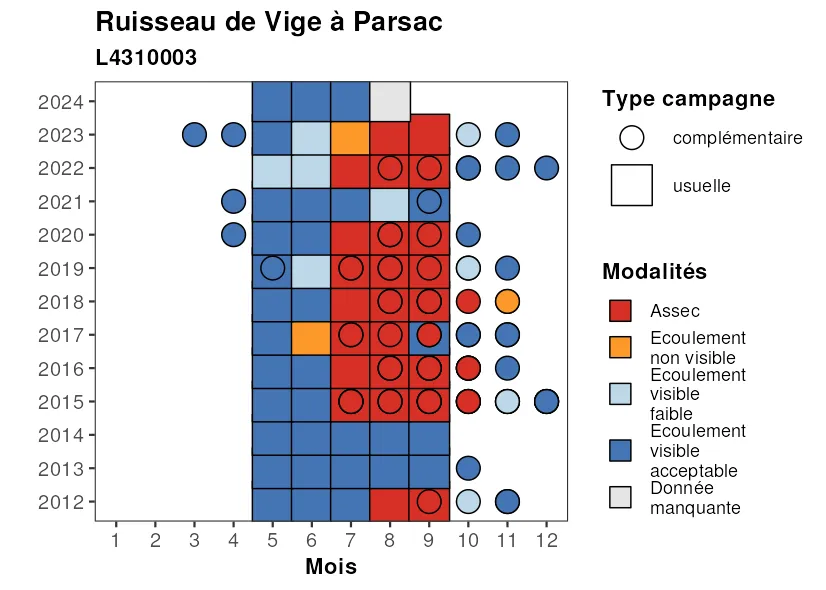 Ruisseau de Vige à Parsac
L4310003
2024
2023
2022
2021
2020
2019
2018
2017
2016
2015
2014
2013
2012
1 2 3 4 5 6 7 8 9 10 11 12
Mois
Type campagne
complémentaire
usuelle
Modalités
Assec
Ecoulement
non visible
Ecoulement
visible
faible
Ecoulement
visible
acceptable
Donnée
manquante